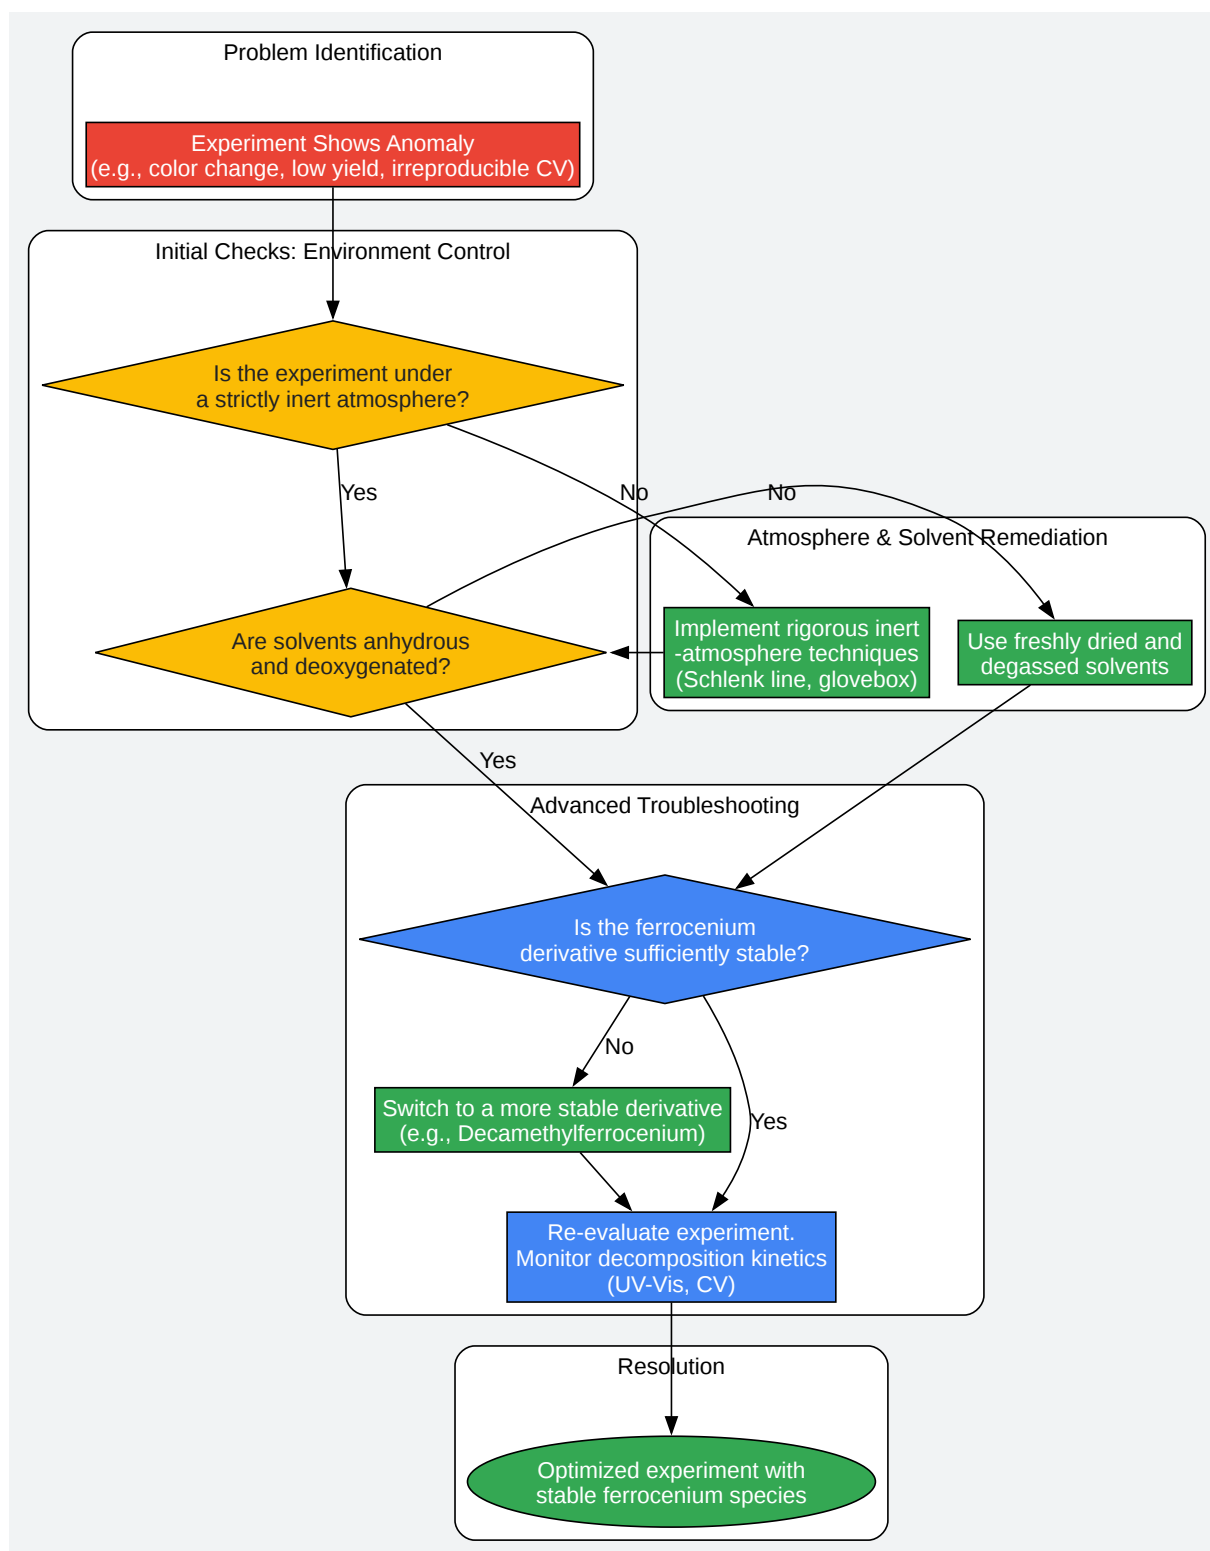 Problem Identification
Experiment Shows Anomaly
(e.g., color change, low yield, irreproducible CV)
Initial Checks: Environment Control
Is the experiment under
a strictly inert atmosphere?
Yes
No
No
Atmosphere & Solvent Remediation
Are solvents anhydrous
and deoxygenated?
Implement rigorous inert
-atmosphere techniques
(Schlenk line, glovebox)
Use freshly dried and
degassed solvents
Yes
Advanced Troubleshooting
Is the ferrocenium
derivative sufficiently stable?
No
Switch to a more stable derivative
(e.g., Decamethylferrocenium)
Yes
Re-evaluate experiment.
Monitor decomposition kinetics
(UV-Vis, CV)
Resolution
Optimized experiment with
stable ferrocenium species